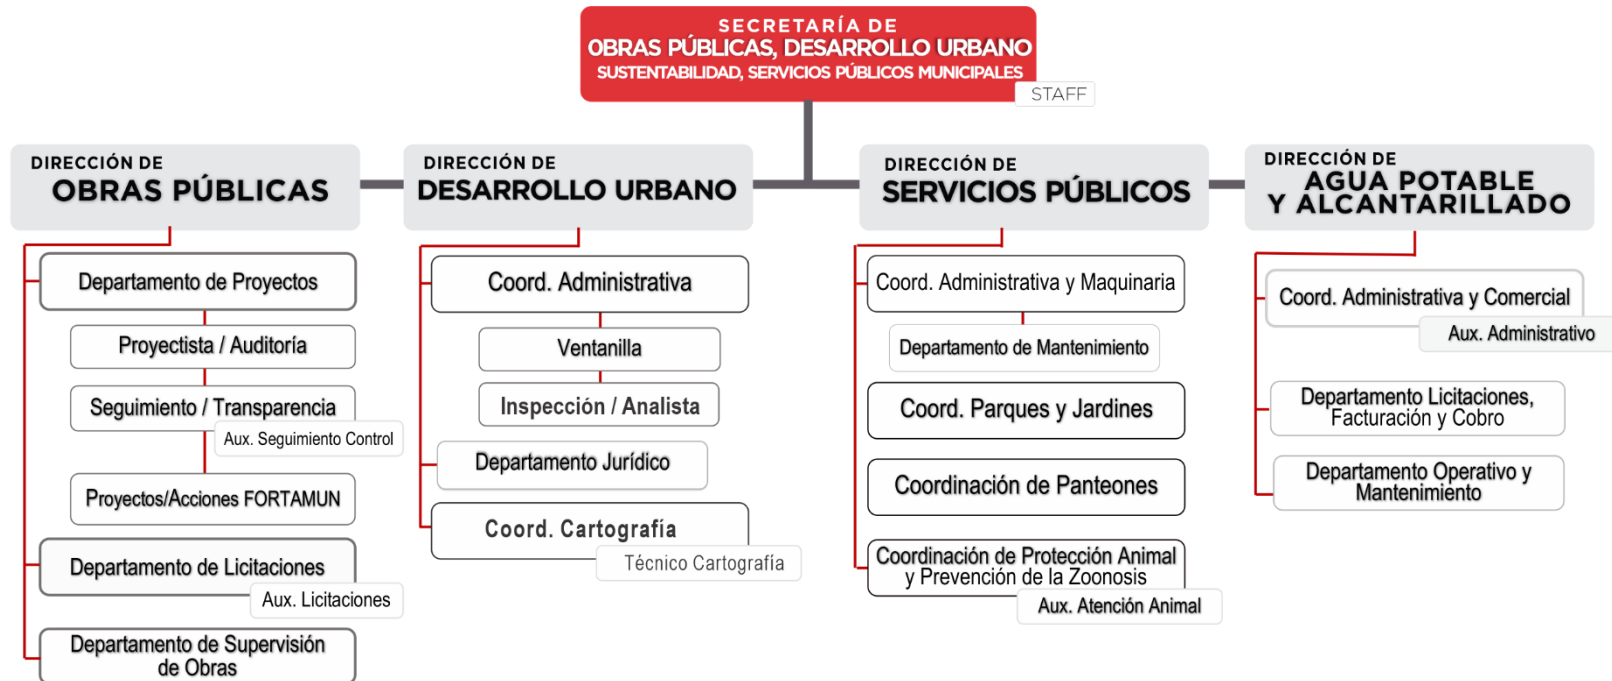 SECRETARÍA DE
OBRAS PÚBLICAS, DESARROLLO URBANO
SUSTENTABILIDAD, SERVICIOS PÚBLICOS MUNICIPALES
STAFF
DIRECCIÓN DE
OBRAS PÚBLICAS
Departamento de Proyectos
Proyectista / Auditoría
Seguimiento / Transparencia
Aux. Seguimiento Control
Proyectos/Acciones FORTAMUN
Departamento de Licitaciones
Aux. Licitaciones
Departamento de Supervisión
de Obras
DIRECCIÓN DE
DESARROLLO URBANO
Coord. Administrativa
Ventanilla
Inspección / Analista
Departamento Jurídico
Coord. Cartografía
Técnico Cartografía
DIRECCIÓN DE
SERVICIOS PÚBLICOS
Coord. Administrativa y Maquinaria
Departamento de Mantenimiento
Coord. Parques y Jardines
Coordinación de Panteones
Coordinación de Protección Animal
y Prevención de la Zoonosis
Aux. Atención Animal
DIRECCIÓN DE
AGUA POTABLE
Y ALCANTARILLADO
Coord. Administrativa y Comercial
Aux. Administrativo
Departamento Licitaciones,
Facturación y Cobro
Departamento Operativo y
Mantenimiento